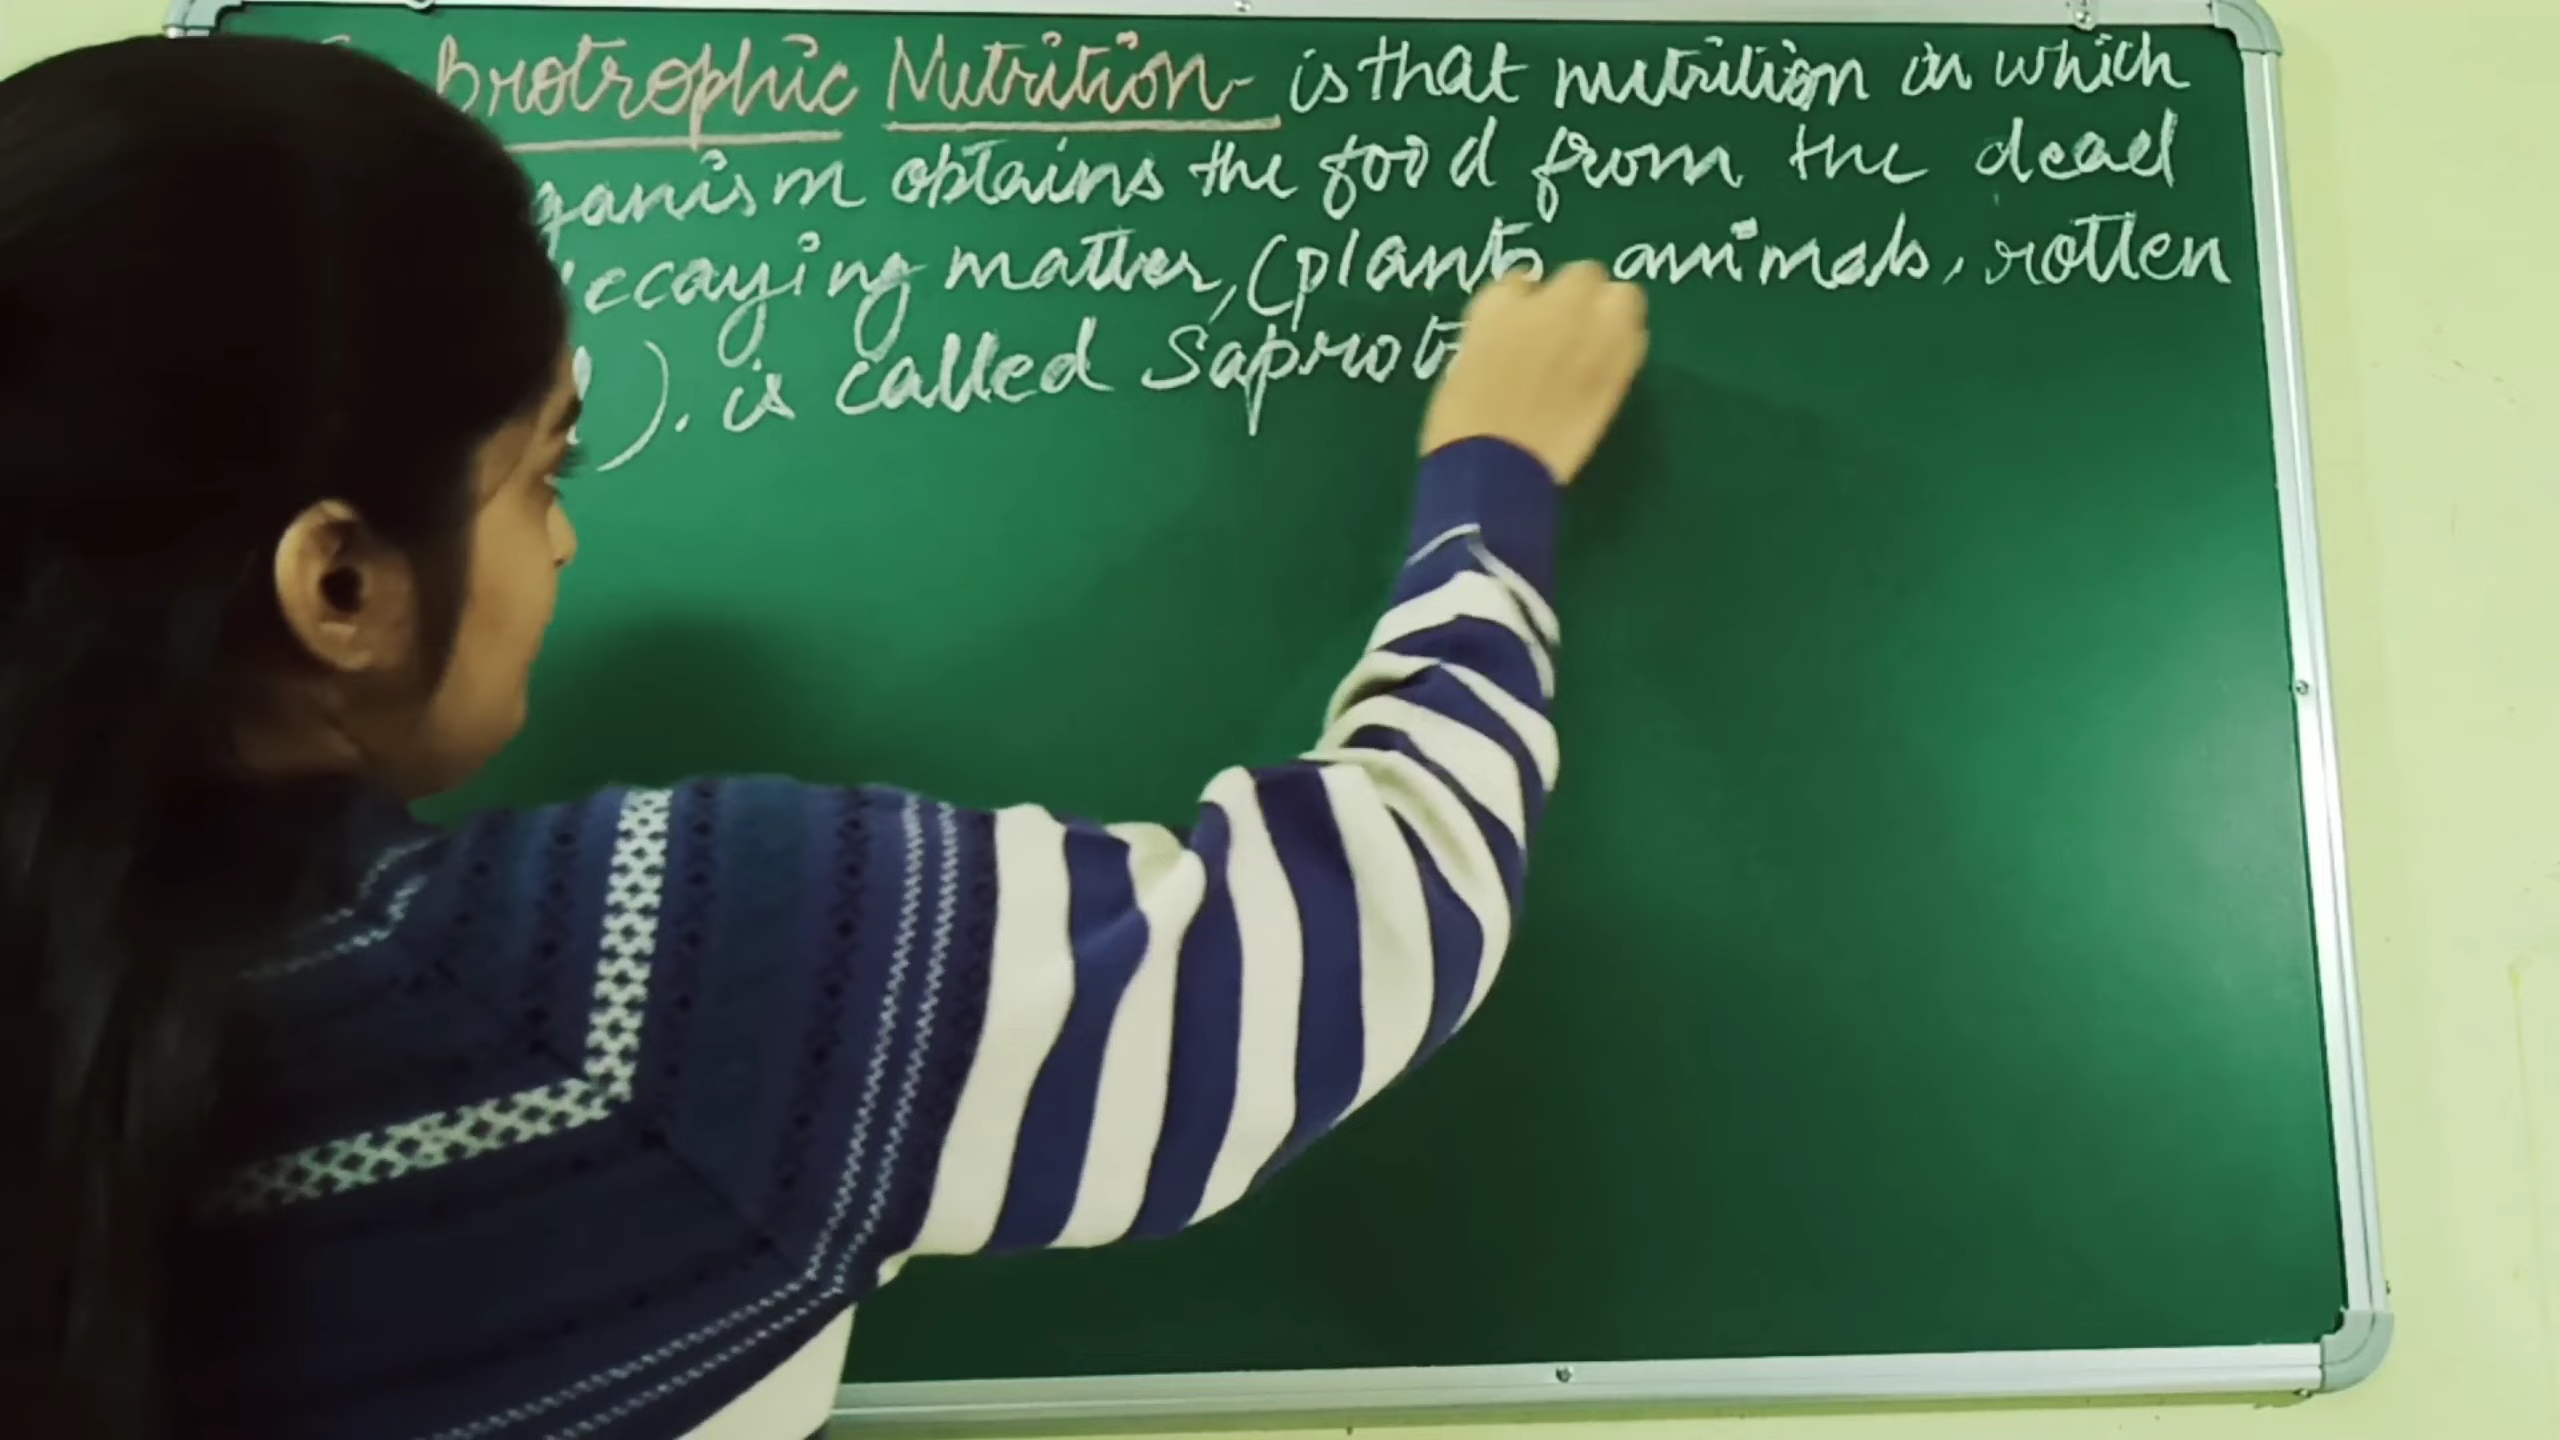 protrophic Nutrition- is that nutrition in which
ganism obtains the food from the dead
ecaying matter, (plants animals, rotten
). is called Saprot